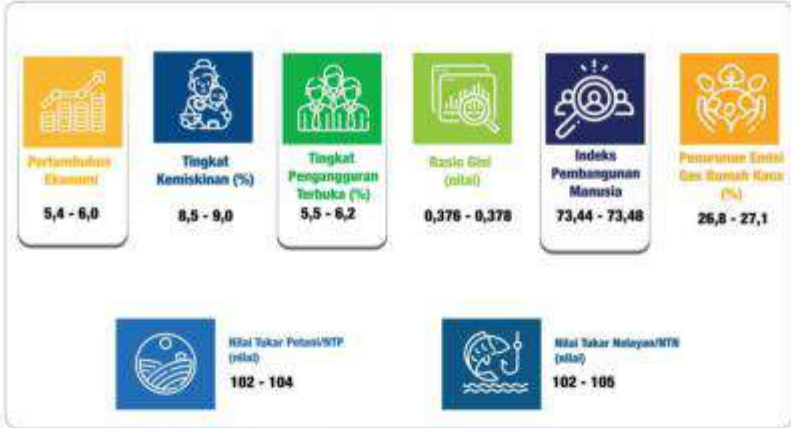 Pertumbuhan
Ekonomi
5,4 - 6,0
Tingkat
Kemiskinan (%)
8,5 - 9,0
Tingkat
Pengangguran
Terbuka (%)
5,5 - 6,2
Rasio Gini
(nilai)
0,376 - 0,378
Indeks
Pembangunan
Manusia
73,44 - 73,48
Penurunan Emisi
Gas Rumah Kaca
(%)
26,8 - 27,1
Nilai Tukar Petani/NTP
(nilai)
102 - 104
Nilai Tukar Nelayan/NTN
(nilai)
102 - 105